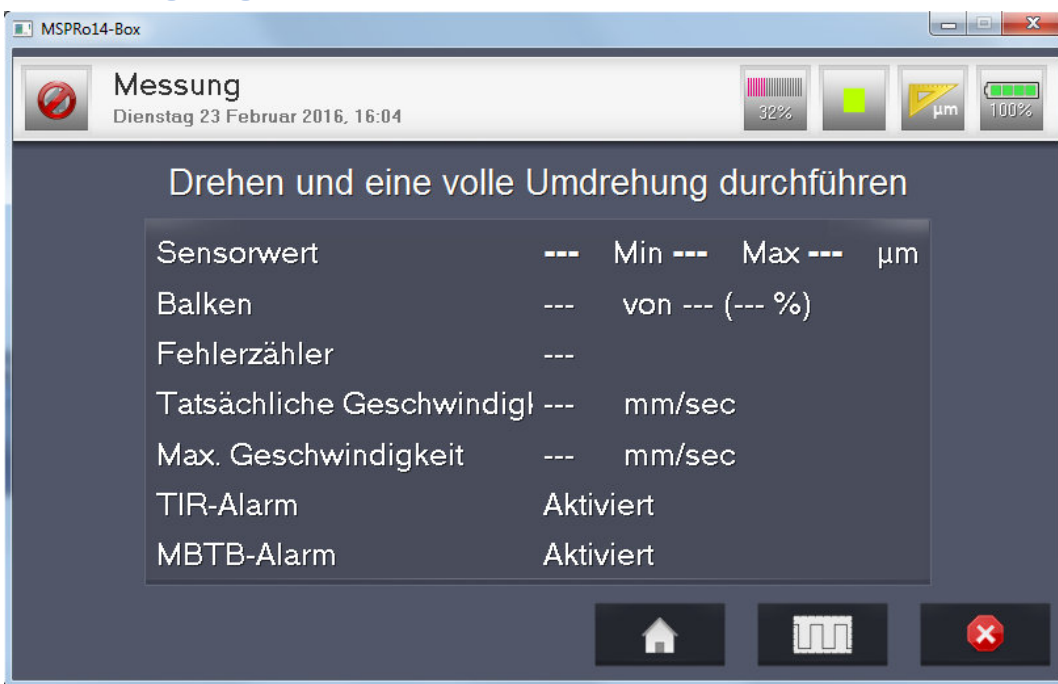 MSPRo14-Box
Messung
Dienstag 23 Februar 2016, 16:04
32%
µm
100%
Drehen und eine volle Umdrehung durchführen
Sensorwert --- Min --- Max --- µm
Balken --- von --- (--- %)
Fehlerzähler ---
Tatsächliche Geschwindigk --- mm/sec
Max. Geschwindigkeit --- mm/sec
TIR-Alarm Aktiviert
MBTB-Alarm Aktiviert